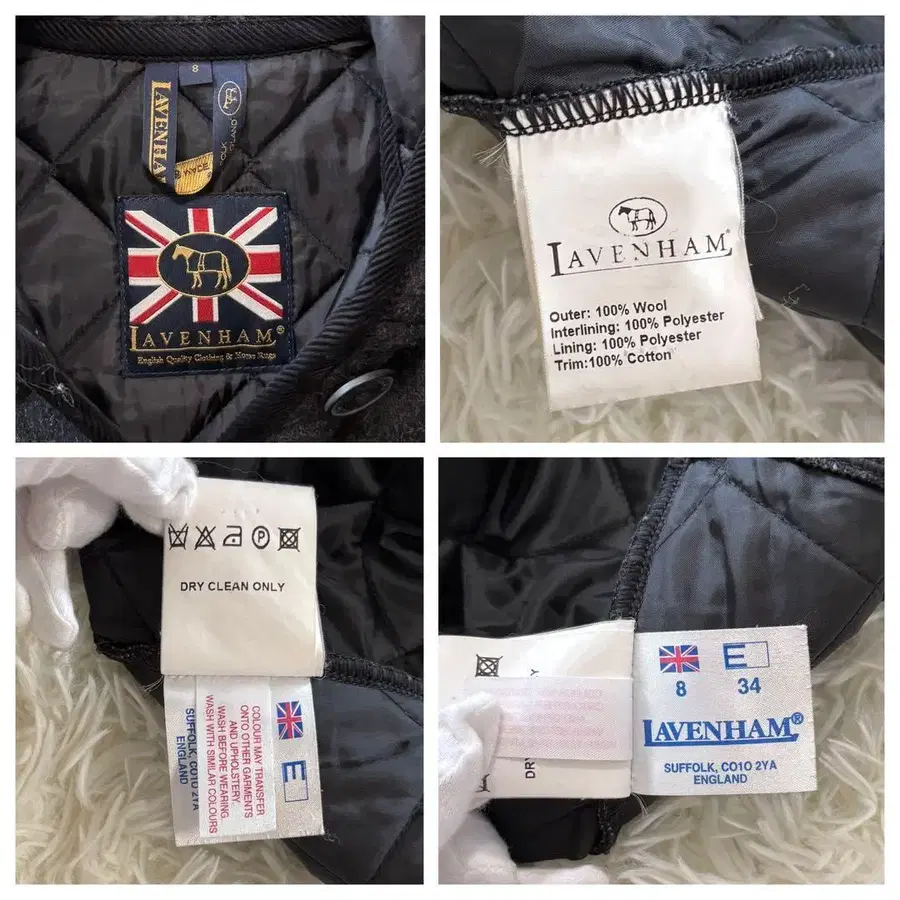 8
LAVENHAM
LAVENHAM®
English Quality Clothing & Horse Rugs
LAVENHAM®
Outer: 100% Wool
Interlining: 100% Polyester
Lining: 100% Polyester
Trim:100% Cotton
P
DRY CLEAN ONLY
COLOUR MAY TRANSFER
ONTO OTHER GARMENTS
AND UPHOLSTERY.
WASH BEFORE WEARING
WASH WITH SIMILAR COLOURS
E
SUFFOLK, CO10 2YA
ENGLAND
E
8 34
LAVENHAM®
SUFFOLK, CO10 2YA
ENGLAND